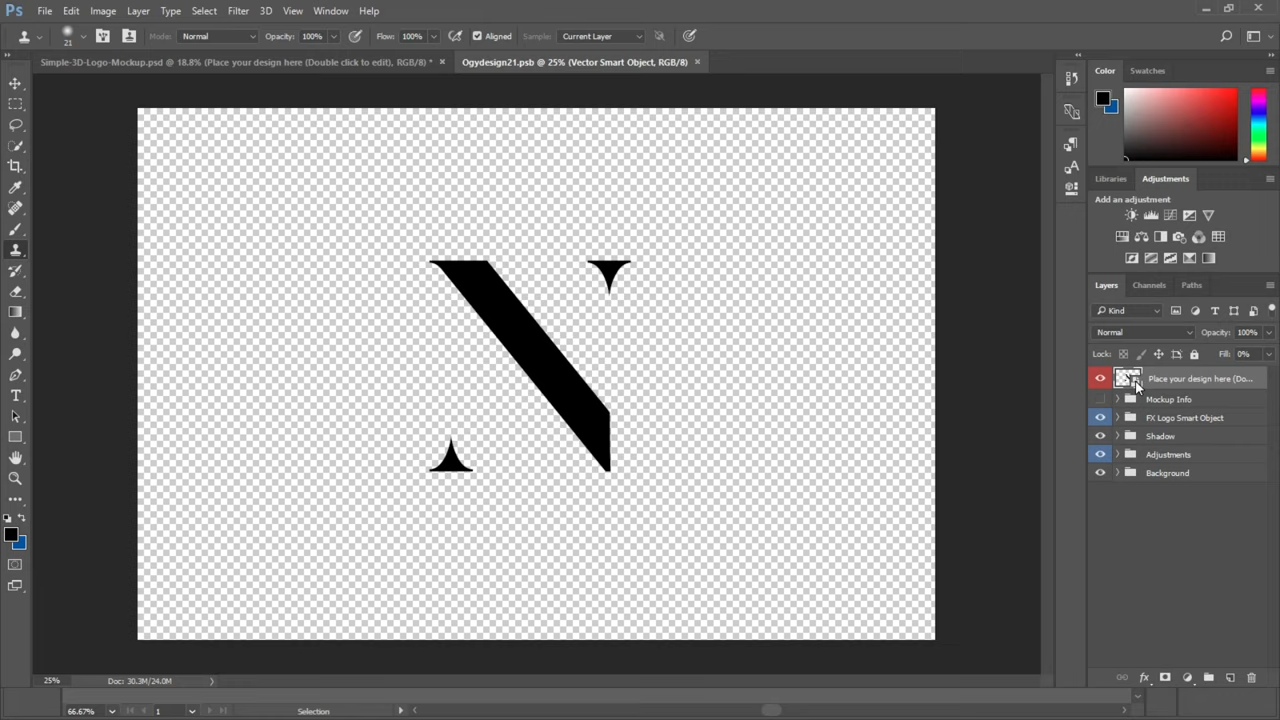 Ps File Edit Image Layer Type Select Filter 3D View Window Help
21 Mode: Normal Opacity: 100% Flow: 100% Aligned Sample: Current Layer
Simple-3D-Logo-Mockup.psd @ 18.8% (Place your design here (Double click to edit), RGB/8) * × Ogydesign21.psb @ 25% (Vector Smart Object, RGB/8) ×
Color Swatches
Libraries Adjustments
Add an adjustment
Layers Channels Paths
Kind
Normal Opacity: 100%
Lock: Fill: 0%
Place your design here (Do...
Mockup Info
FX Logo Smart Object
Shadow
Adjustments
Background
25% Doc: 30.3M/24.0M
66.67% 1 Selection